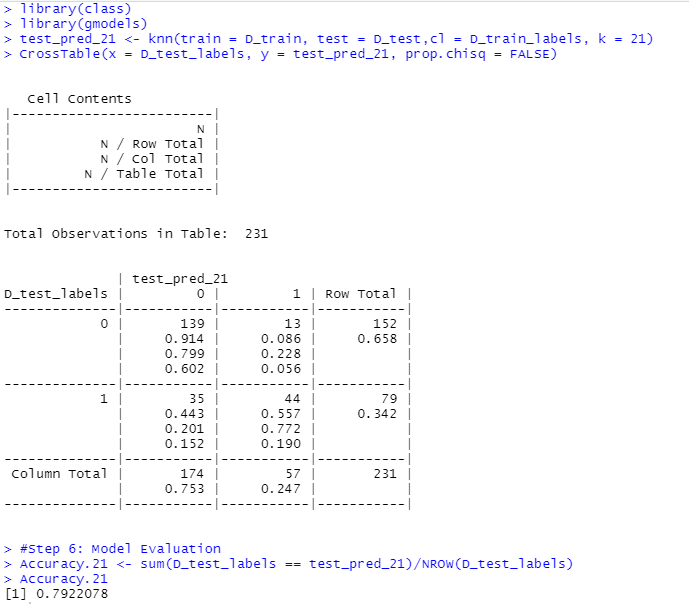 > library(class)
> library(gmodels)
> test_pred_21 <- knn(train = D_train, test = D_test,cl = D_train_labels, k = 21)
> CrossTable(x = D_test_labels, y = test_pred_21, prop.chisq = FALSE)
   Cell Contents
|-------------------------|
|                       N |
|           N / Row Total |
|           N / Col Total |
|         N / Table Total |
|-------------------------|
Total Observations in Table:  231
              | test_pred_21
D_test_labels |         0 |         1 | Row Total |
--------------|-----------|-----------|-----------|
            0 |       139 |        13 |       152 |
              |     0.914 |     0.086 |     0.658 |
              |     0.799 |     0.228 |           |
              |     0.602 |     0.056 |           |
--------------|-----------|-----------|-----------|
            1 |        35 |        44 |        79 |
              |     0.443 |     0.557 |     0.342 |
              |     0.201 |     0.772 |           |
              |     0.152 |     0.190 |           |
--------------|-----------|-----------|-----------|
 Column Total |       174 |        57 |       231 |
              |     0.753 |     0.247 |           |
--------------|-----------|-----------|-----------|
> #Step 6: Model Evaluation
> Accuracy.21 <- sum(D_test_labels == test_pred_21)/NROW(D_test_labels)
> Accuracy.21
[1] 0.7922078